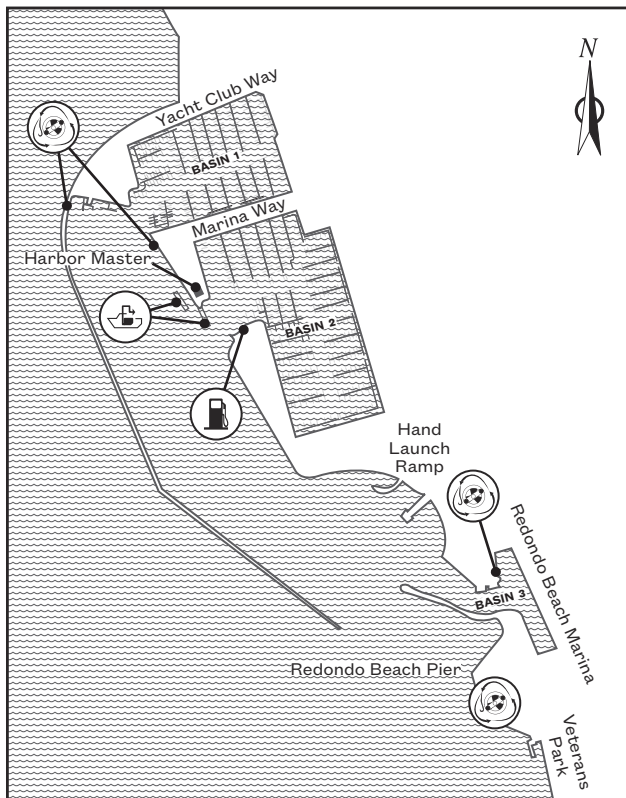 N
Yacht Club Way
BASIN 1
Marina Way
Harbor Master
BASIN 2
Hand
Launch
Ramp
Redondo Beach Marina
BASIN 3
Redondo Beach Pier
Veterans
Park